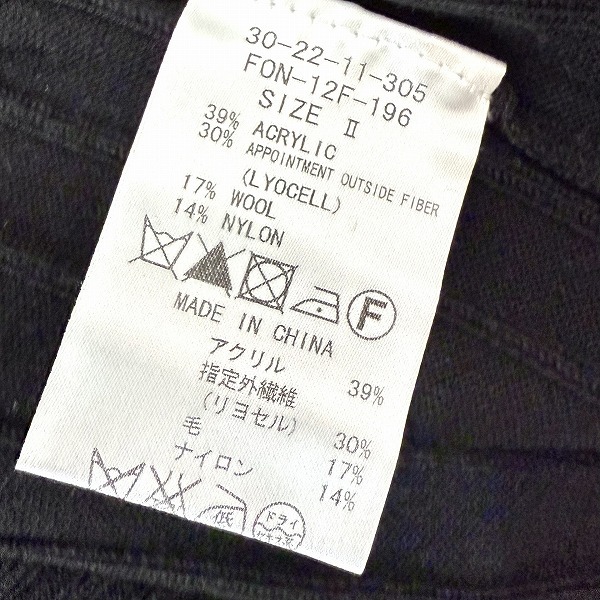 30-22-11-305
FON-12F-196
SIZE Ⅱ
39% ACRYLIC
30% APPOINTMENT OUTSIDE FIBER
(LYOCELL)
17% WOOL
14% NYLON
F
MADE IN CHINA
アクリル 39%
指定外繊維
(リヨセル) 30%
毛 17%
ナイロン 14%
低
ドライ